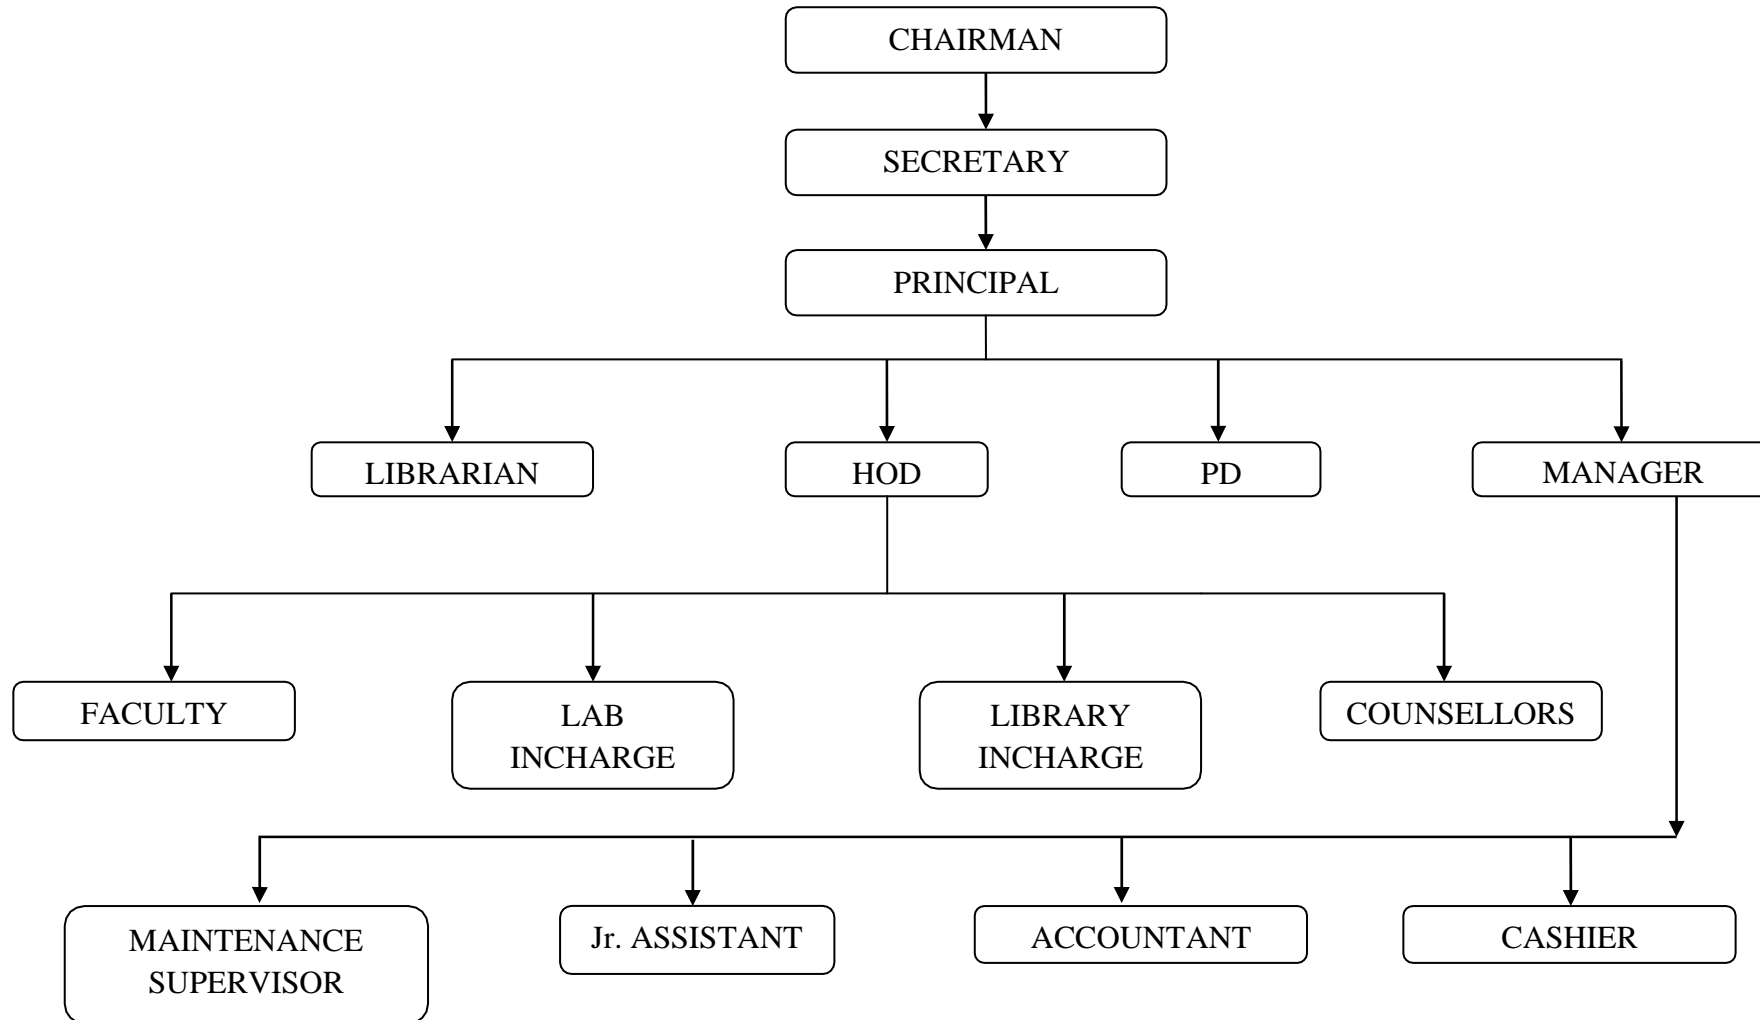 CHAIRMAN
SECRETARY
PRINCIPAL
LIBRARIAN
HOD
PD
MANAGER
FACULTY
LAB
INCHARGE
LIBRARY
INCHARGE
COUNSELLORS
MAINTENANCE
SUPERVISOR
Jr. ASSISTANT
ACCOUNTANT
CASHIER